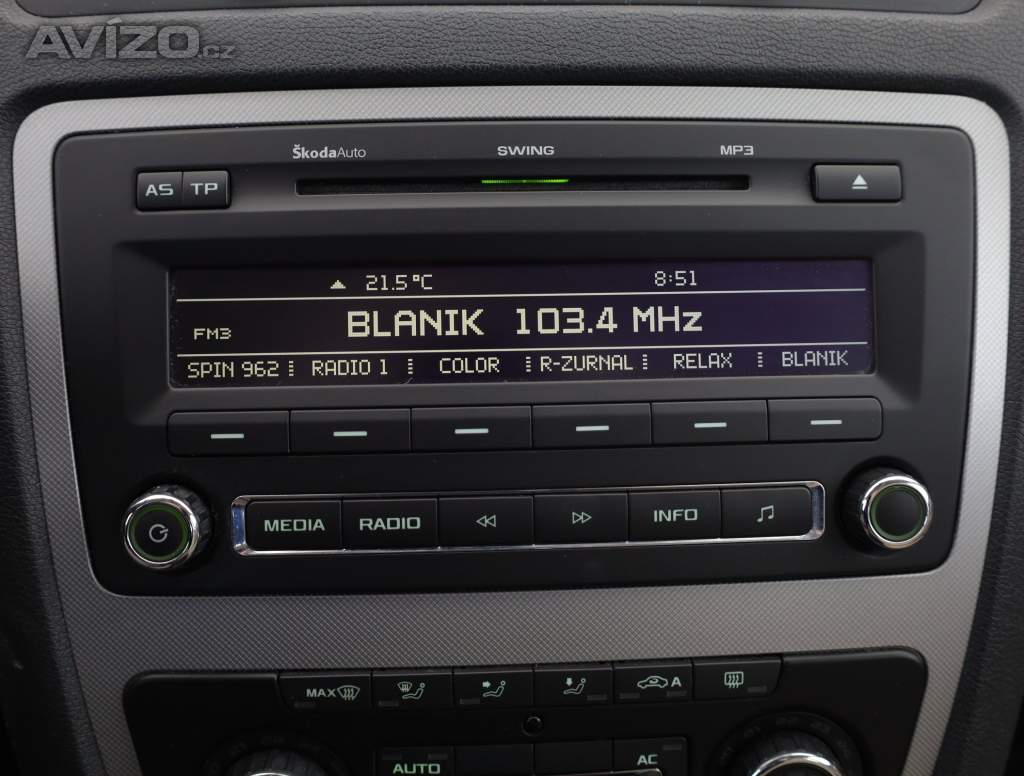 AVÍZO.cz
ŠkodaAuto SWING MP3
AS TP
21.5°C 8:51
FM3 BLANIK 103.4 MHz
SPIN 962 RADIO 1 COLOR R-ZURNAL RELAX BLANIK
MEDIA RADIO INFO
MAX A
AUTO AC